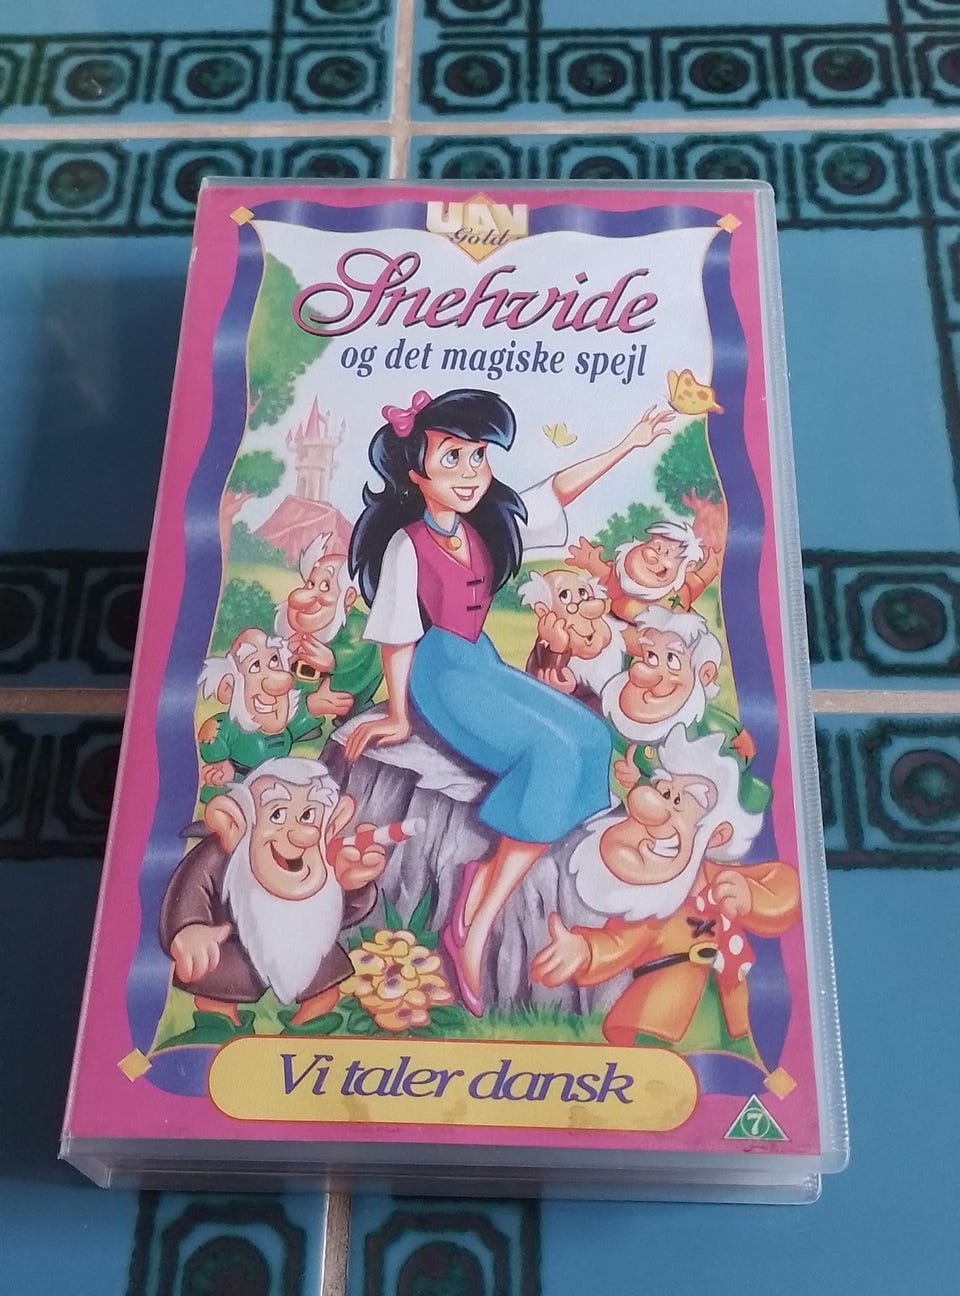 UAV
Gold
Snehvide
og det magiske spejl
Vi taler dansk
7